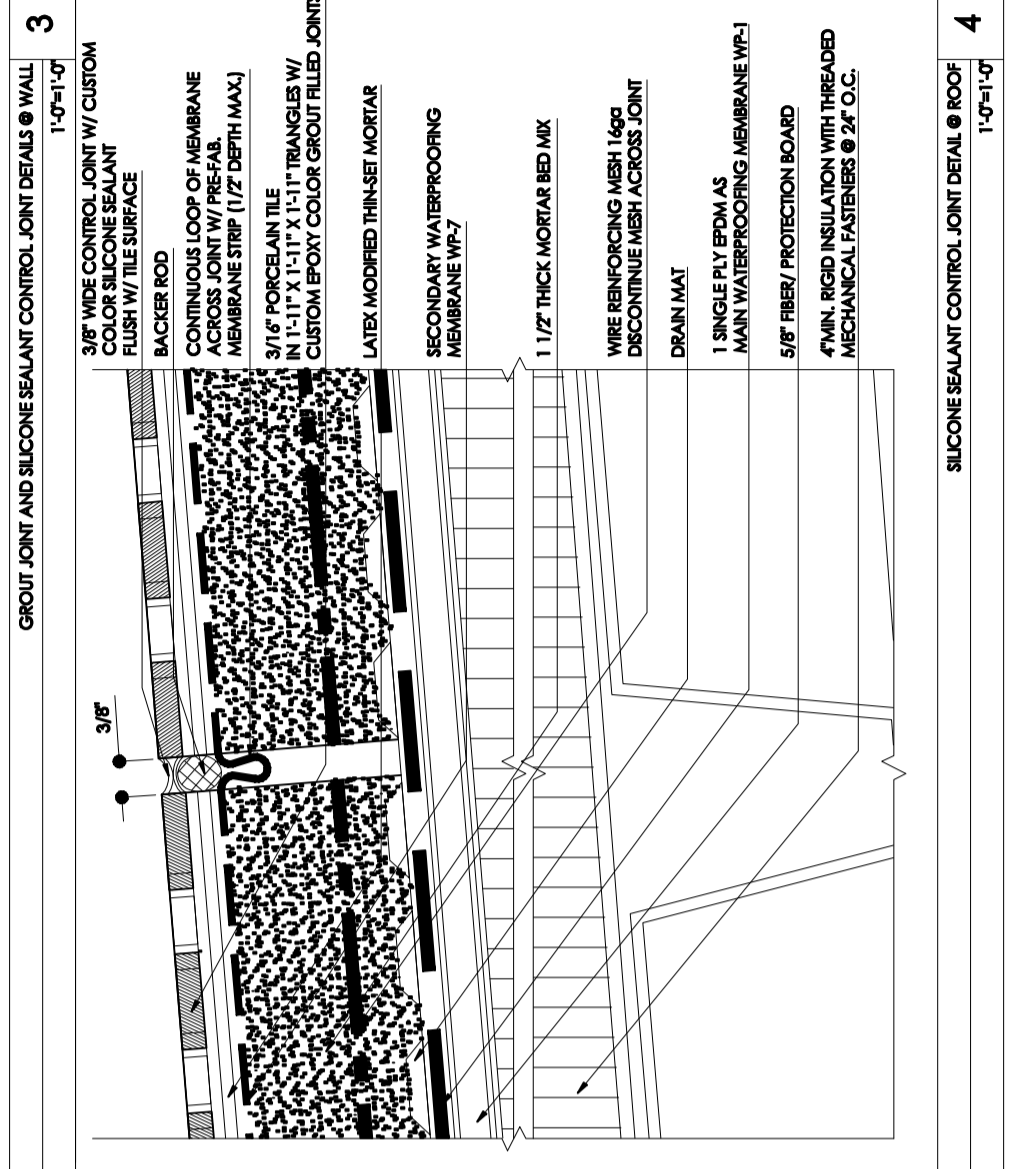 GROUT JOINT AND SILICONE SEALANT CONTROL JOINT DETAILS @ WALL
3
1'-0"=1'-0"
3/8" WIDE CONTROL JOINT W/ CUSTOM
COLOR SILICONE SEALANT
FLUSH W/ TILE SURFACE
BACKER ROD
CONTINUOUS LOOP OF MEMBRANE
ACROSS JOINT W/ PRE-FAB.
MEMBRANE STRIP (1/2" DEPTH MAX.)
3/16" PORCELAIN TILE
IN 1'-11" X 1'-11" X 1'-11" TRIANGLES W/
CUSTOM EPOXY COLOR GROUT FILLED JOINTS
LATEX MODIFIED THIN-SET MORTAR
SECONDARY WATERPROOFING
MEMBRANE WP-7
1 1/2" THICK MORTAR BED MIX
WIRE REINFORCING MESH 16ga
DISCONTINUE MESH ACROSS JOINT
DRAIN MAT
1 SINGLE PLY EPDM AS
MAIN WATERPROOFING MEMBRANE WP-1
5/8" FIBER/ PROTECTION BOARD
4"MIN. RIGID INSULATION WITH THREADED
MECHANICAL FASTENERS @ 24" O.C.
3/8"
SILICONE SEALANT CONTROL JOINT DETAIL @ ROOF
4
1'-0"=1'-0"